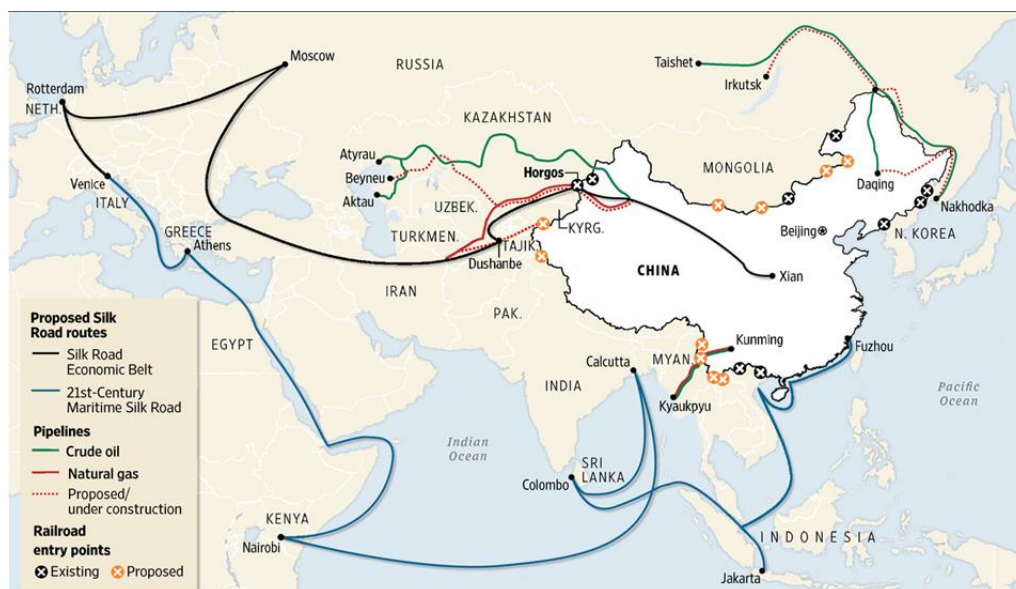 Moscow
RUSSIA
Taishet
Irkutsk
Rotterdam
NETH.
KAZAKHSTAN
Atyrau
Beyneu
Aktau
Horgos
MONGOLIA
Daqing
Nakhodka
Venice
ITALY
UZBEK.
GREECE
Athens
TURKMEN.
TAJIK.
KYRG.
Dushanbe
Beijing
N. KOREA
CHINA
Xian
IRAN
PAK.
EGYPT
Calcutta
MYAN.
Kunming
Fuzhou
INDIA
Kyaukpyu
Pacific
Ocean
Indian
Ocean
SRI
LANKA
Colombo
KENYA
Nairobi
INDONESIA
Jakarta
Proposed Silk
Road routes
Silk Road
Economic Belt
21st-Century
Maritime Silk Road
Pipelines
Crude oil
Natural gas
Proposed/
under construction
Railroad
entry points
Existing
Proposed